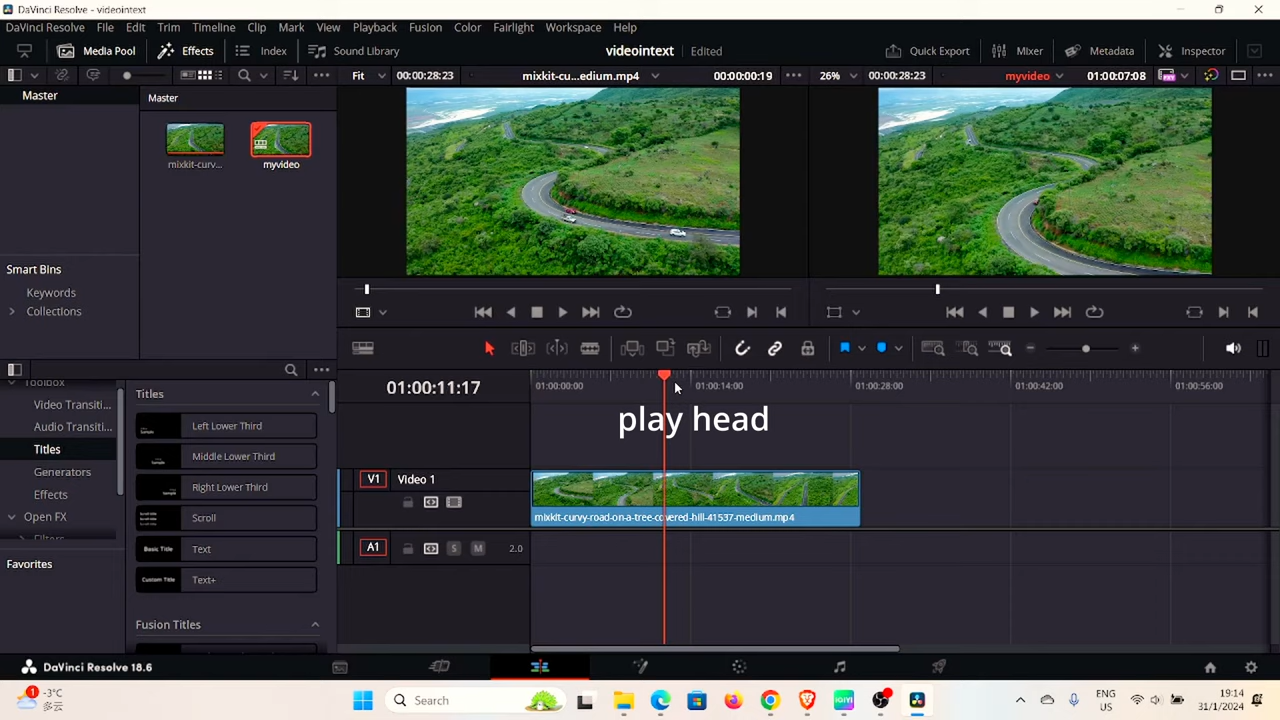 DaVinci Resolve - videointext
DaVinci Resolve File Edit Trim Timeline Clip Mark View Playback Fusion Color Fairlight Workspace Help
Media Pool Effects Index Sound Library videointext Edited Quick Export Mixer Metadata Inspector
Fit 00:00:28:23 mixkit-cu...edium.mp4 00:00:00:19 26% 00:00:28:23 myvideo 01:00:07:08
Master Master
mixkit-curv... myvideo
Smart Bins
Keywords
Collections
01:00:11:17 01:00:00:00 01:00:14:00 01:00:28:00 01:00:42:00 01:00:56:00
Toolbox
Video Transiti...
Audio Transiti...
Titles
Generators
Effects
Open FX
Filters
Favorites
Titles
Left Lower Third
Middle Lower Third
Right Lower Third
Scroll
Basic Title Text
Custom Title Text+
Fusion Titles
play head
V1 Video 1
mixkit-curvy-road-on-a-tree-covered-hill-41537-medium.mp4
A1 S M 2.0
DaVinci Resolve 18.6
1 -3°C
Search
ENG
US
19:14
31/1/2024